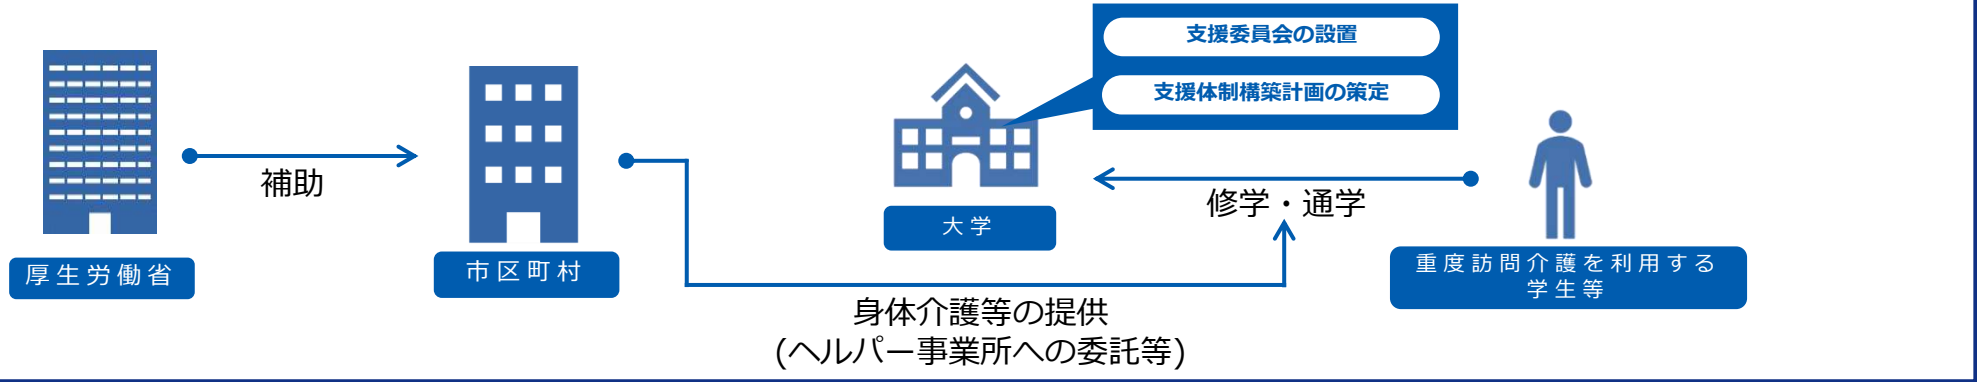 支援委員会の設置
支援体制構築計画の策定
補助
修学・通学
大学
厚生労働省
市区町村
重度訪問介護を利用する
学生等
身体介護等の提供
(ヘルパー事業所への委託等)